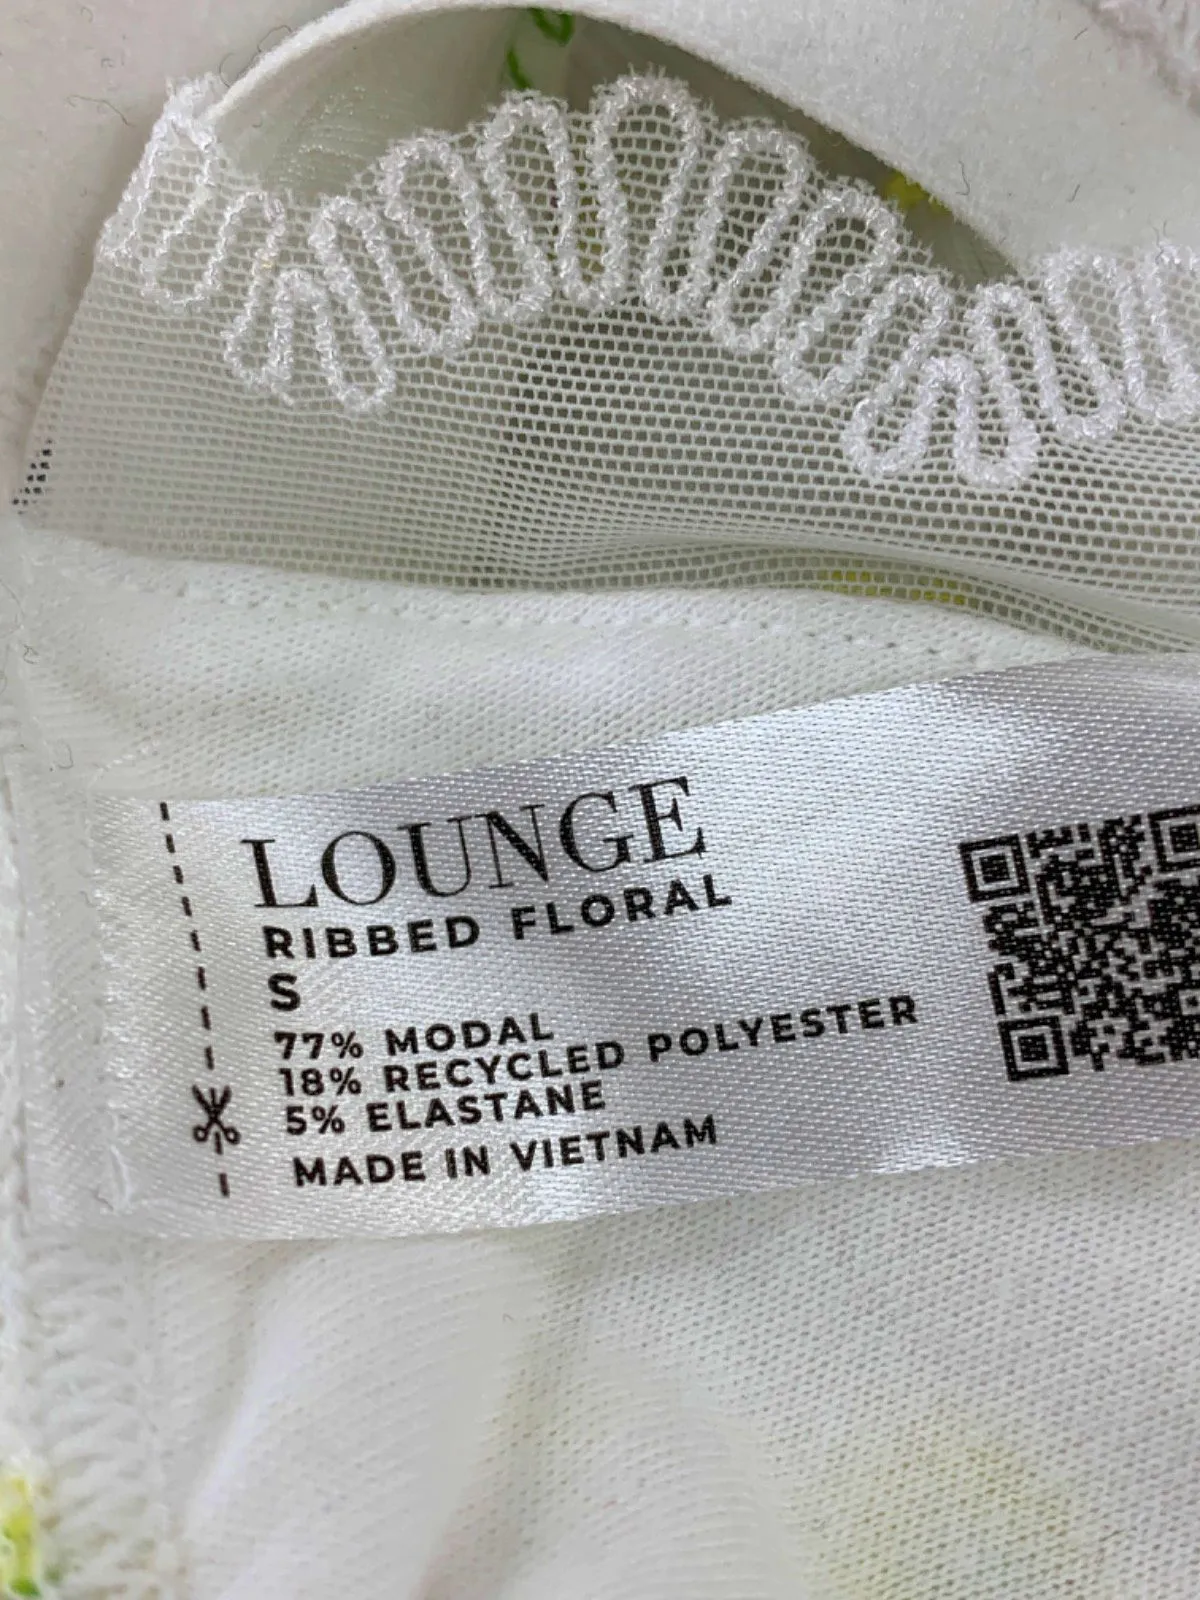 LOUNGE
RIBBED FLORAL
S
77% MODAL
18% RECYCLED POLYESTER
5% ELASTANE
MADE IN VIETNAM